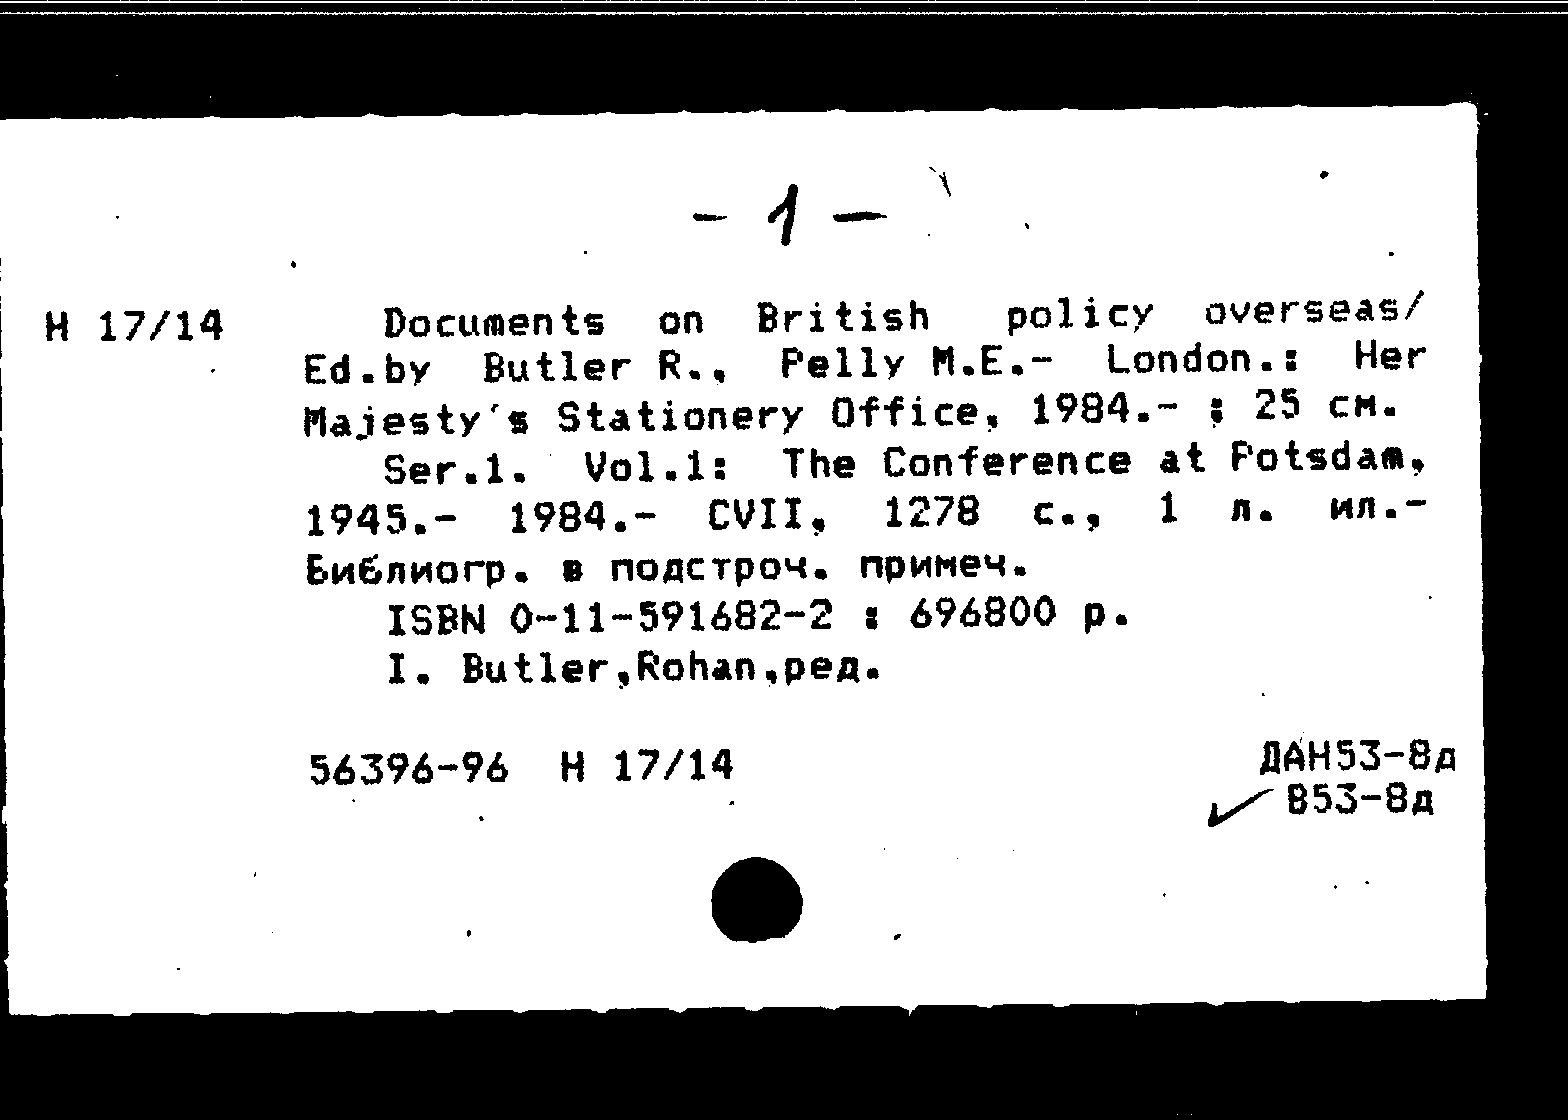 - 1 -
H 17/14 Documents on British policy overseas/
Ed.by Butler R., Pelly M.E.- London.: Her
Majesty's Stationery Office, 1984.- ; 25 см.
Ser.1. Vol.1: The Conference at Potsdam,
1945.- 1984.- CVII, 1278 с., 1 л. ил.-
Библиогр. в подстроч. примеч.
ISBN 0-11-591682-2 : 696800 р.
I. Butler,Rohan,ред.
56396-96 H 17/14 ДАН53-8д
В53-8д